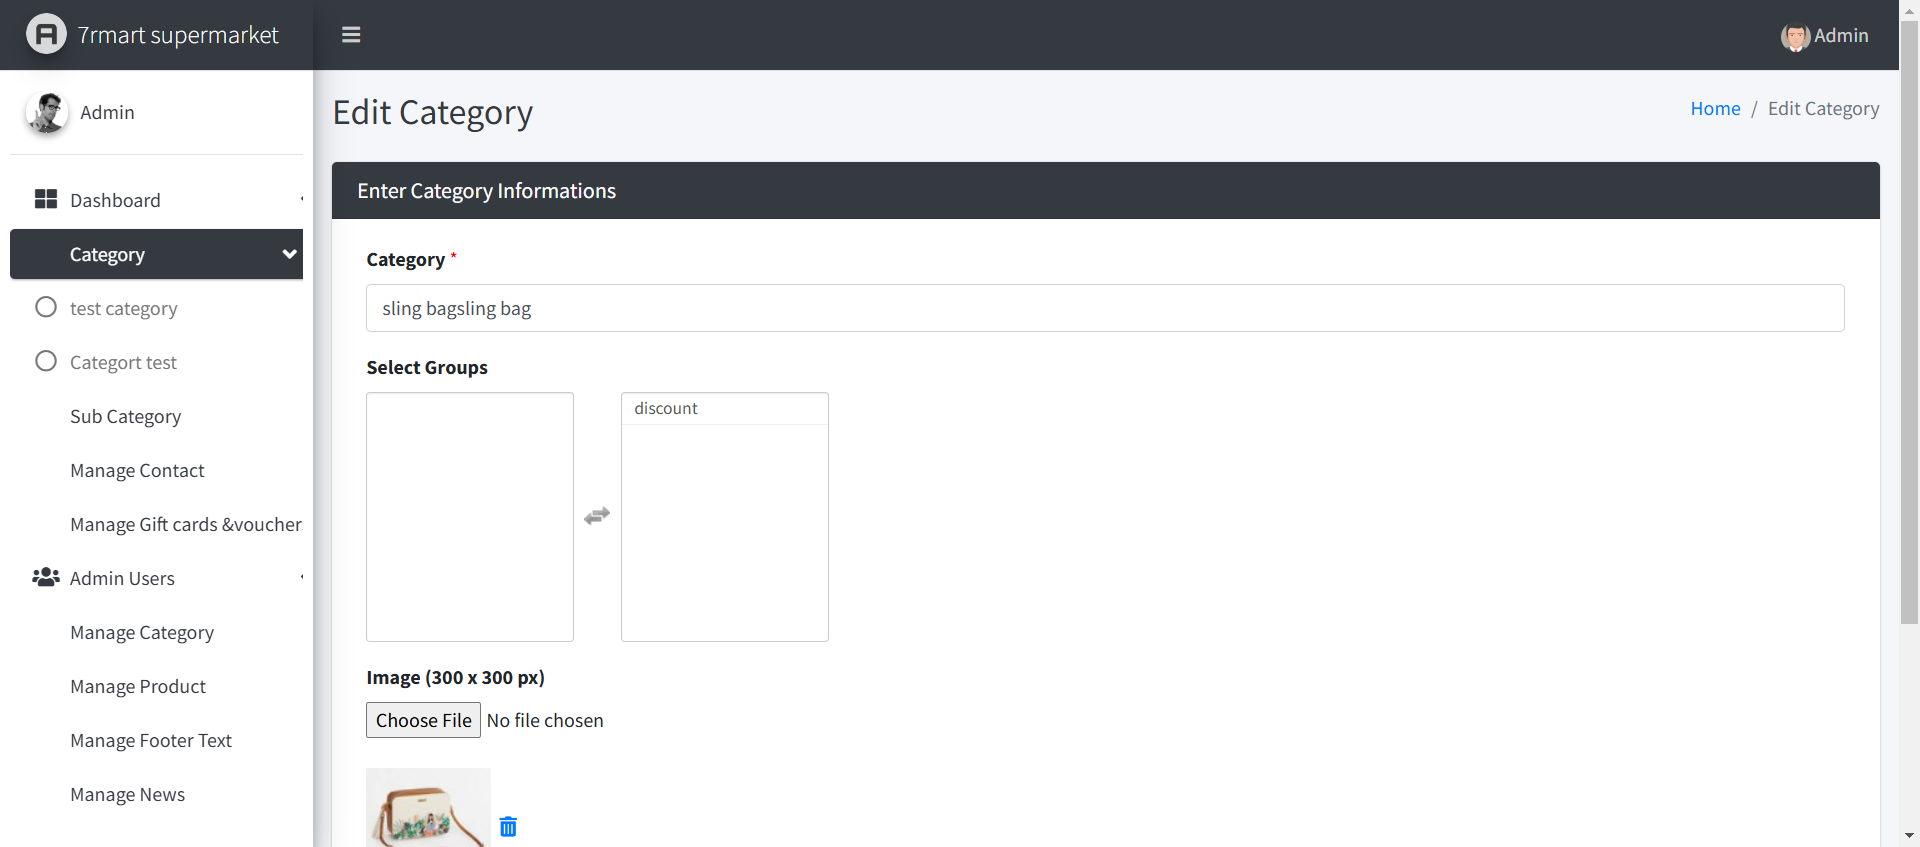 7rmart supermarket
Admin
Admin
Edit Category
Home / Edit Category
Dashboard
Category
test category
Categort test
Sub Category
Manage Contact
Manage Gift cards &voucher
Admin Users
Manage Category
Manage Product
Manage Footer Text
Manage News
Enter Category Informations
Category *
sling bagsling bag
Select Groups
discount
Image (300 x 300 px)
Choose File No file chosen